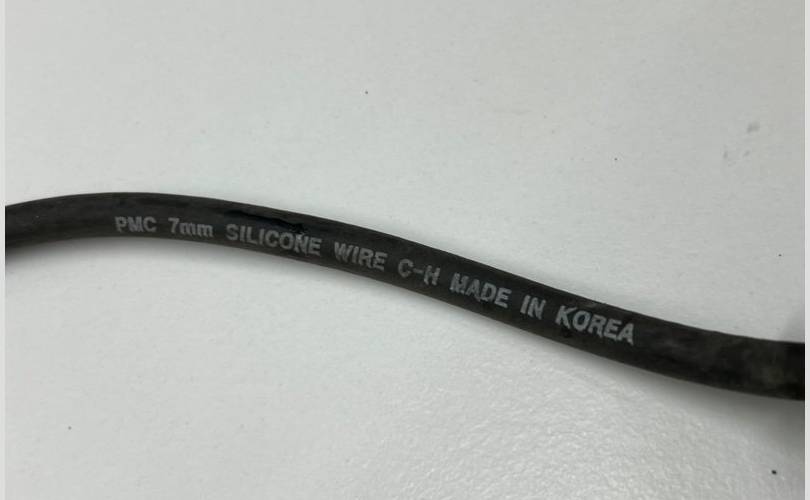 PMC 7mm SILICONE WIRE C-H MADE IN KOREA